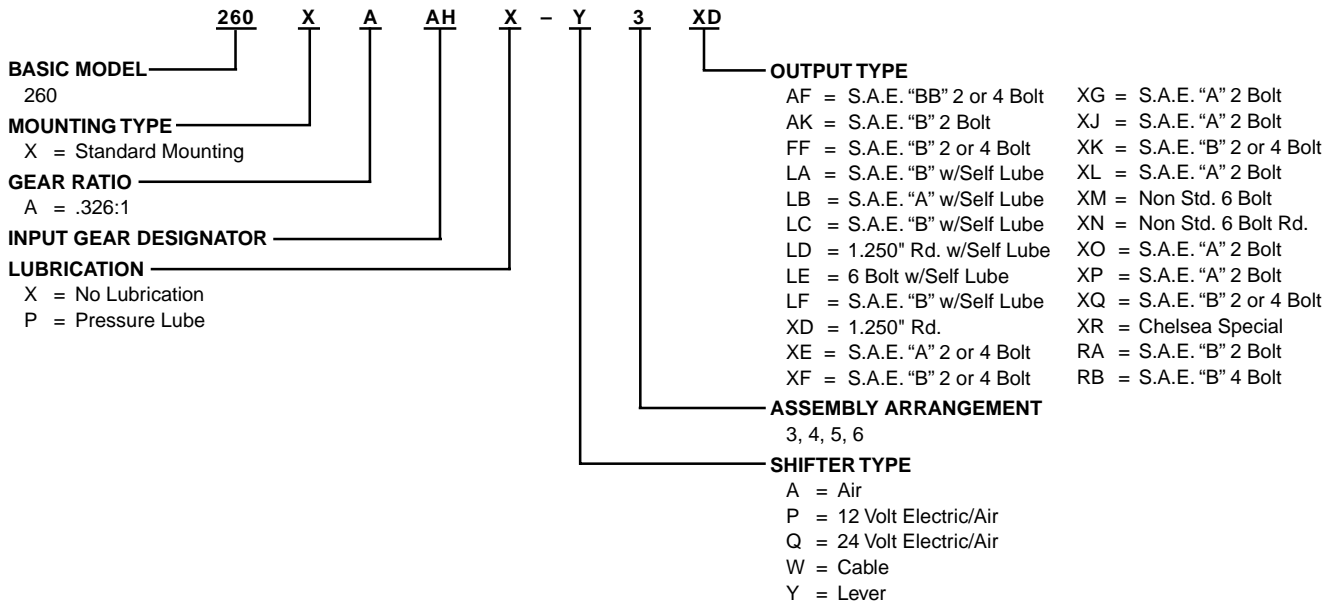 260 X A AH X – Y 3 XD
BASIC MODEL
260
MOUNTING TYPE
X = Standard Mounting
GEAR RATIO
A = .326:1
INPUT GEAR DESIGNATOR
LUBRICATION
X = No Lubrication
P = Pressure Lube
OUTPUT TYPE
AF = S.A.E. “BB” 2 or 4 Bolt
AK = S.A.E. “B” 2 Bolt
FF = S.A.E. “B” 2 or 4 Bolt
LA = S.A.E. “B” w/Self Lube
LB = S.A.E. “A” w/Self Lube
LC = S.A.E. “B” w/Self Lube
LD = 1.250" Rd. w/Self Lube
LE = 6 Bolt w/Self Lube
LF = S.A.E. “B” w/Self Lube
XD = 1.250" Rd.
XE = S.A.E. “A” 2 or 4 Bolt
XF = S.A.E. “B” 2 or 4 Bolt
XG = S.A.E. “A” 2 Bolt
XJ = S.A.E. “A” 2 Bolt
XK = S.A.E. “B” 2 or 4 Bolt
XL = S.A.E. “A” 2 Bolt
XM = Non Std. 6 Bolt
XN = Non Std. 6 Bolt Rd.
XO = S.A.E. “A” 2 Bolt
XP = S.A.E. “A” 2 Bolt
XQ = S.A.E. “B” 2 or 4 Bolt
XR = Chelsea Special
RA = S.A.E. “B” 2 Bolt
RB = S.A.E. “B” 4 Bolt
ASSEMBLY ARRANGEMENT
3, 4, 5, 6
SHIFTER TYPE
A = Air
P = 12 Volt Electric/Air
Q = 24 Volt Electric/Air
W = Cable
Y = Lever